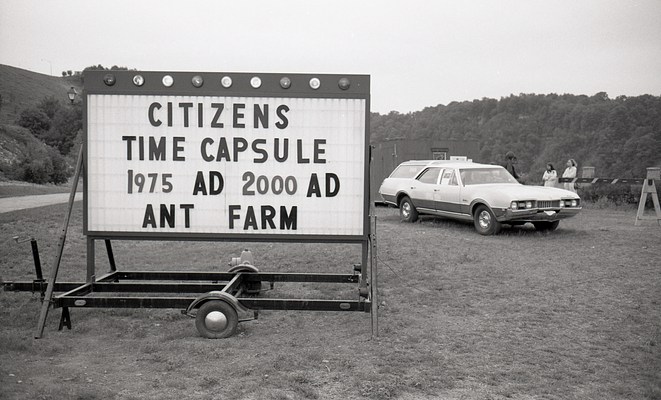 CITIZENS
TIME CAPSULE
1975 AD 2000 AD
ANT FARM